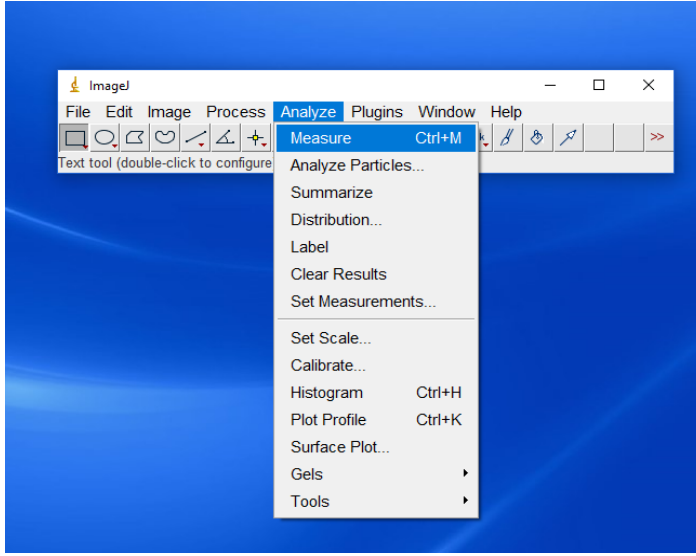 ImageJ
File Edit Image Process Analyze Plugins Window Help
Text tool (double-click to configure
Measure Ctrl+M
Analyze Particles...
Summarize
Distribution...
Label
Clear Results
Set Measurements...
Set Scale...
Calibrate...
Histogram Ctrl+H
Plot Profile Ctrl+K
Surface Plot...
Gels
Tools